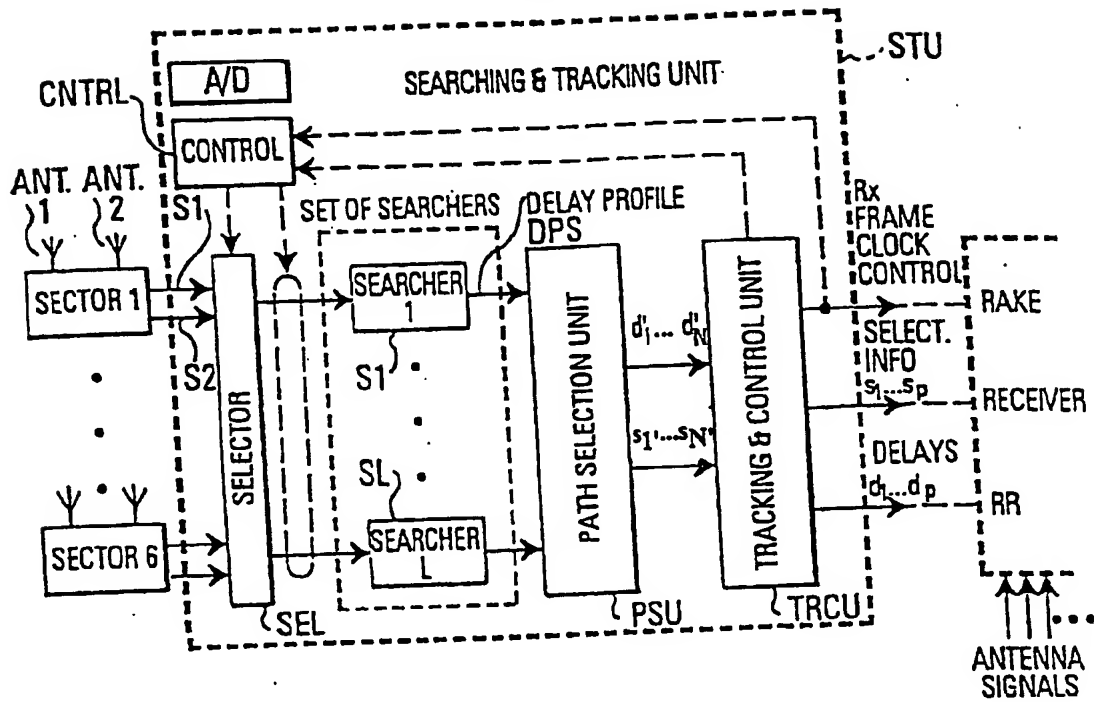 STU
A/D
SEARCHING & TRACKING UNIT
CNTRL
CONTROL
ANT.
1
ANT.
2
S1
S2
SET OF SEARCHERS
DELAY PROFILE
DPS
Rx
FRAME
CLOCK
CONTROL
SECTOR 1
SELECTOR
SEARCHER
1
S1
PATH SELECTION UNIT
d'1... d'N
s1'...sN'
TRACKING & CONTROL UNIT
RAKE
SELECT.
INFO
s1...sp
RECEIVER
DELAYS
d1...dp
RR
SL
SEARCHER
L
SECTOR 6
SEL
PSU
TRCU
ANTENNA
SIGNALS